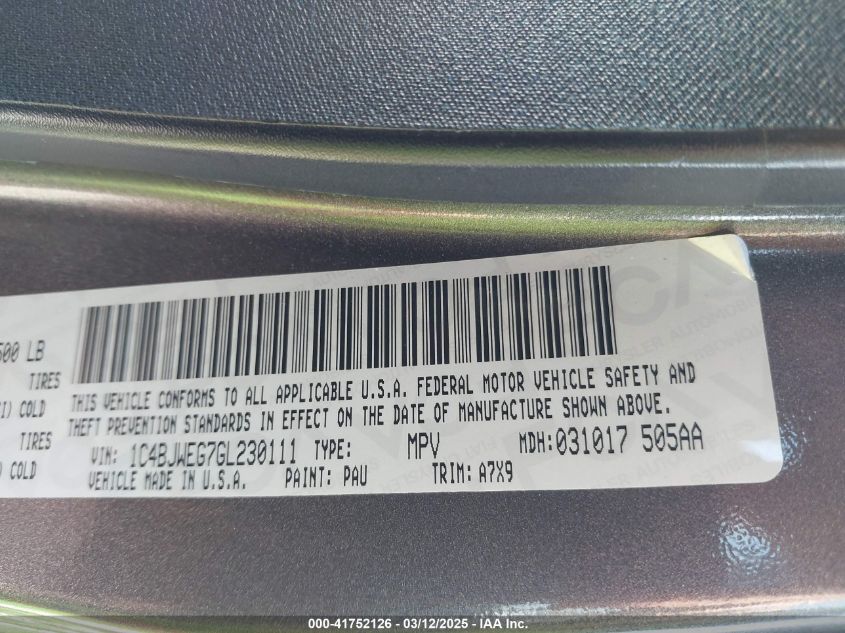 500 LB
TIRES
COLD
TIRES
COLD
THIS VEHICLE CONFORMS TO ALL APPLICABLE U.S.A. FEDERAL MOTOR VEHICLE SAFETY AND
THEFT PREVENTION STANDARDS IN EFFECT ON THE DATE OF MANUFACTURE SHOWN ABOVE.
VIN: 1C4BJWEG7GL230111 TYPE: MPV MDH: 031017 505AA
VEHICLE MADE IN U.S.A. PAINT: PAU TRIM: A7X9
000-41752126 - 03/12/2025 - IAAI.com